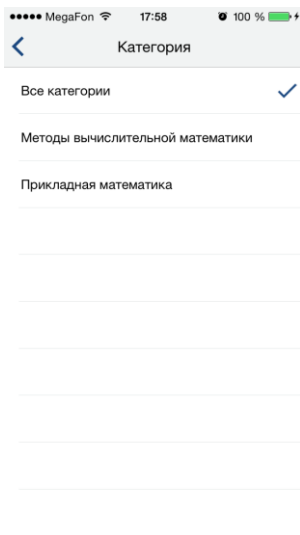 MegaFon 17:58 100 %
Категория
Все категории
Методы вычислительной математики
Прикладная математика